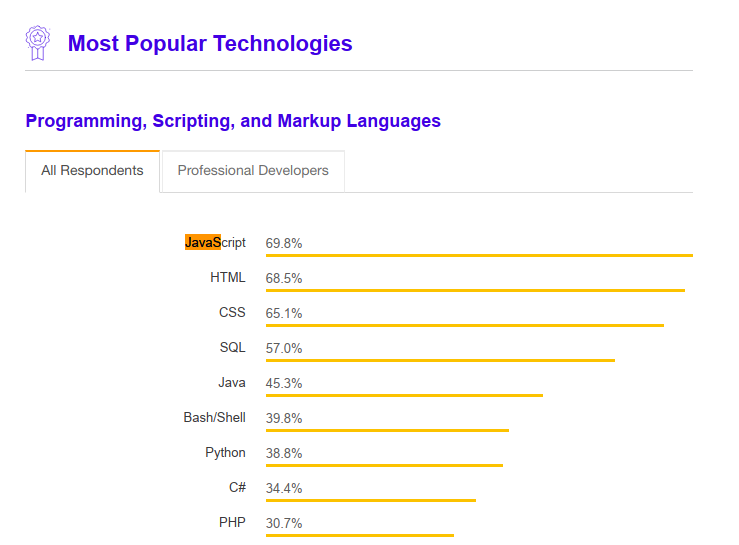 Most Popular Technologies
Programming, Scripting, and Markup Languages
All Respondents Professional Developers
JavaScript 69.8%
HTML 68.5%
CSS 65.1%
SQL 57.0%
Java 45.3%
Bash/Shell 39.8%
Python 38.8%
C# 34.4%
PHP 30.7%